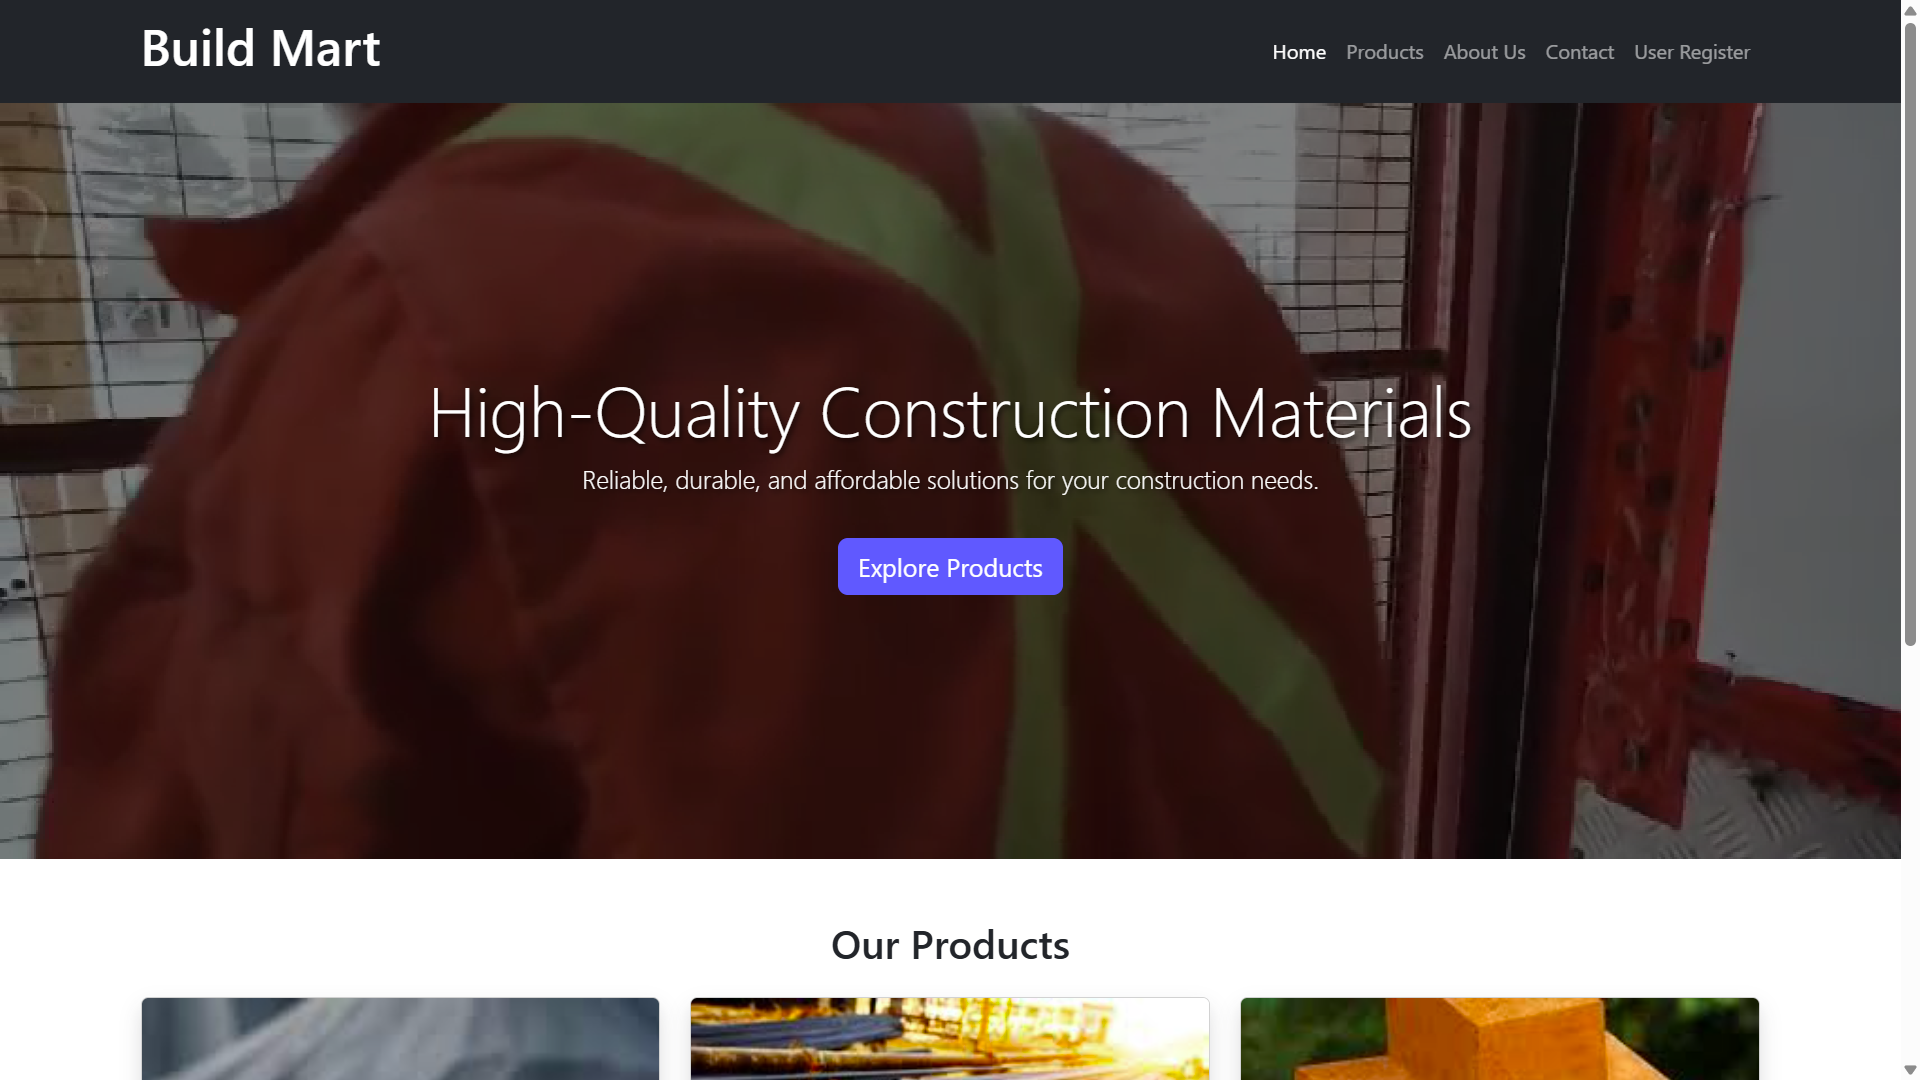 Build Mart
Home Products About Us Contact User Register
High-Quality Construction Materials
Reliable, durable, and affordable solutions for your construction needs.
Explore Products
Our Products